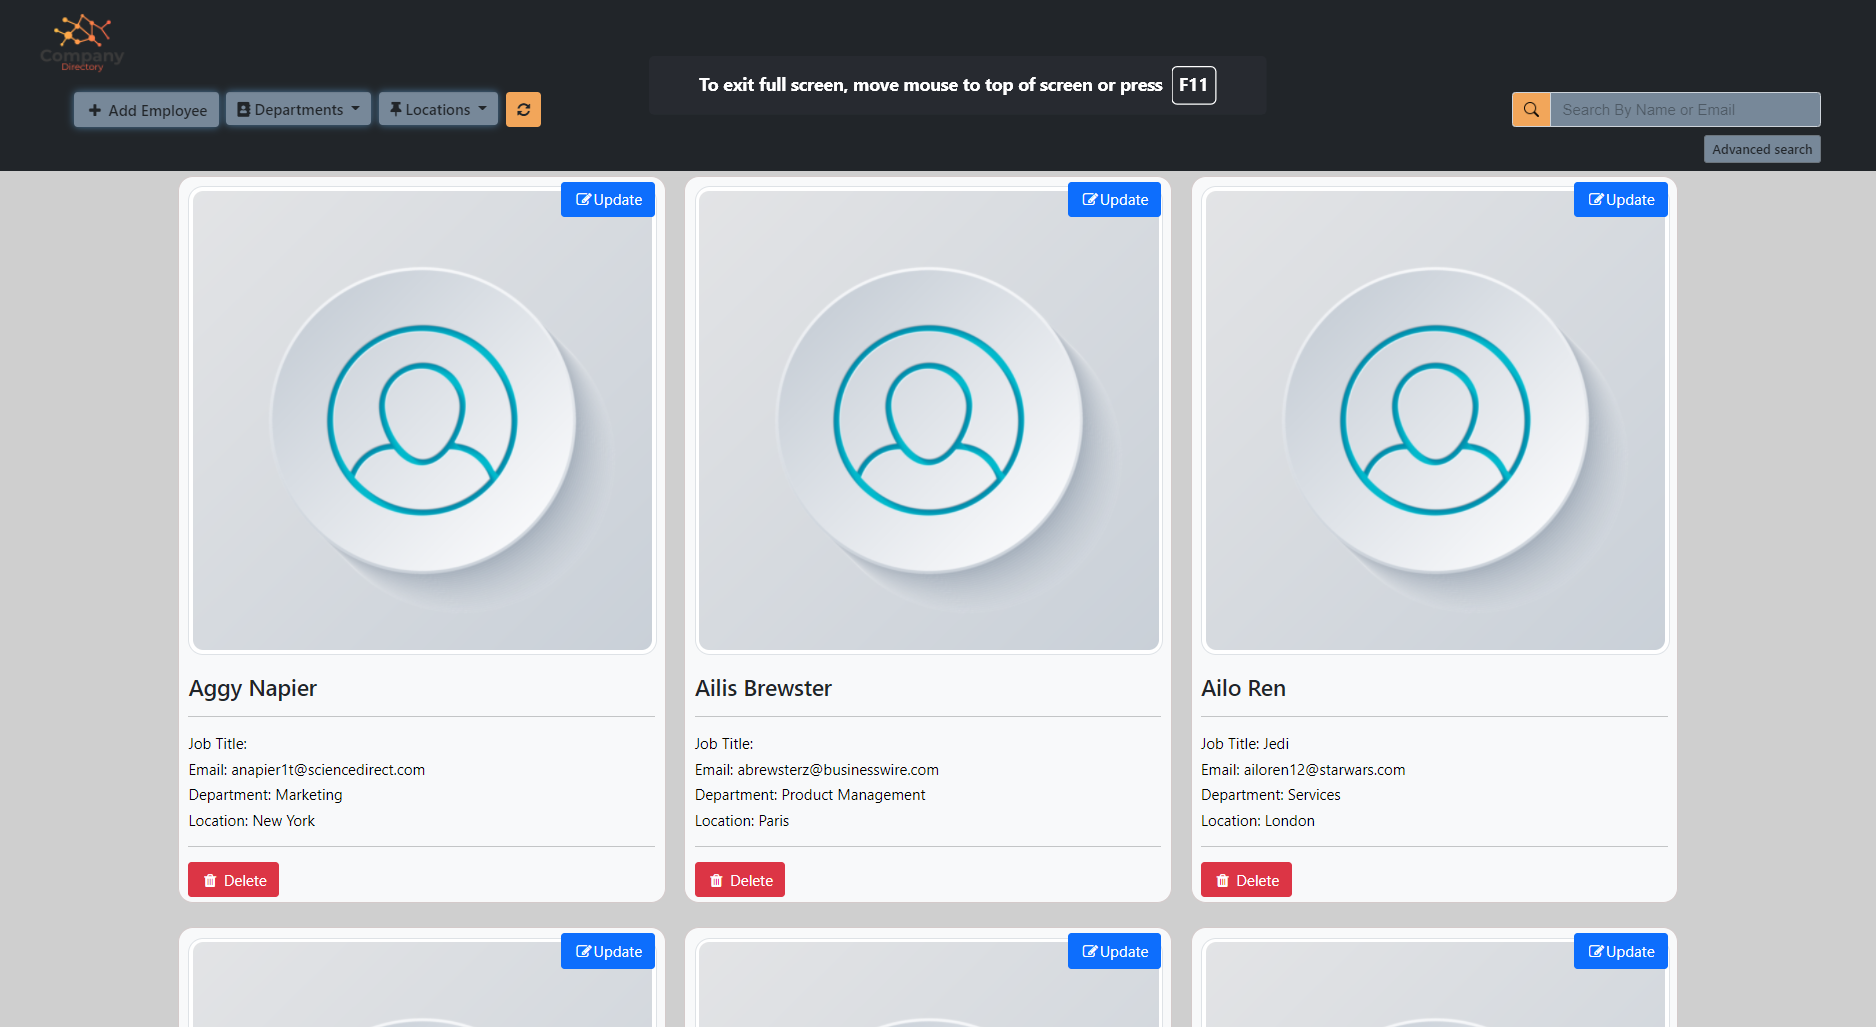 Company
Directory
To exit full screen, move mouse to top of screen or press F11
Add Employee
Departments
Locations
Search By Name or Email
Advanced search
Update
Update
Update
Aggy Napier
Job Title:
Email: anapier1t@sciencedirect.com
Department: Marketing
Location: New York
Delete
Ailis Brewster
Job Title:
Email: abrewsterz@businesswire.com
Department: Product Management
Location: Paris
Delete
Ailo Ren
Job Title: Jedi
Email: ailoren12@starwars.com
Department: Services
Location: London
Delete
Update
Update
Update